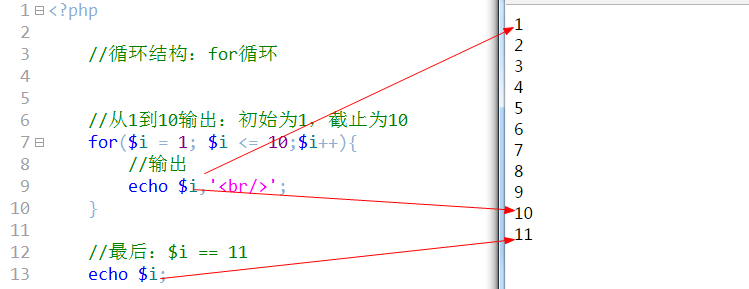 1 <?php
2
3 //循环结构：for循环
4
5
6 //从1到10输出：初始为1，截止为10
7 for($i = 1; $i <= 10;$i++){
8 //输出
9 echo $i,'<br/>';
10 }
11
12 //最后：$i == 11
13 echo $i;
1
2
3
4
5
6
7
8
9
10
11